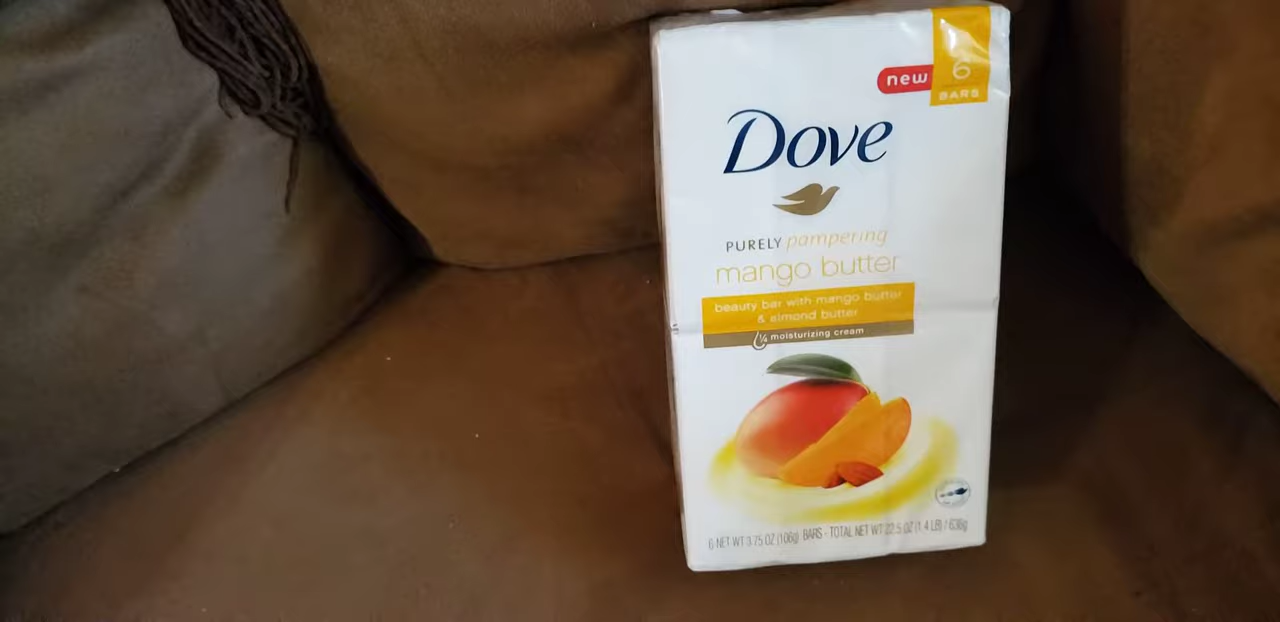 new
6
BARS
Dove
PURELY pampering
mango butter
beauty bar with mango butter
& almond butter
¼ moisturizing cream
6 NET WT 3.75 OZ (106g) BARS - TOTAL NET WT 22.5 OZ (1.4 LB) / 638g